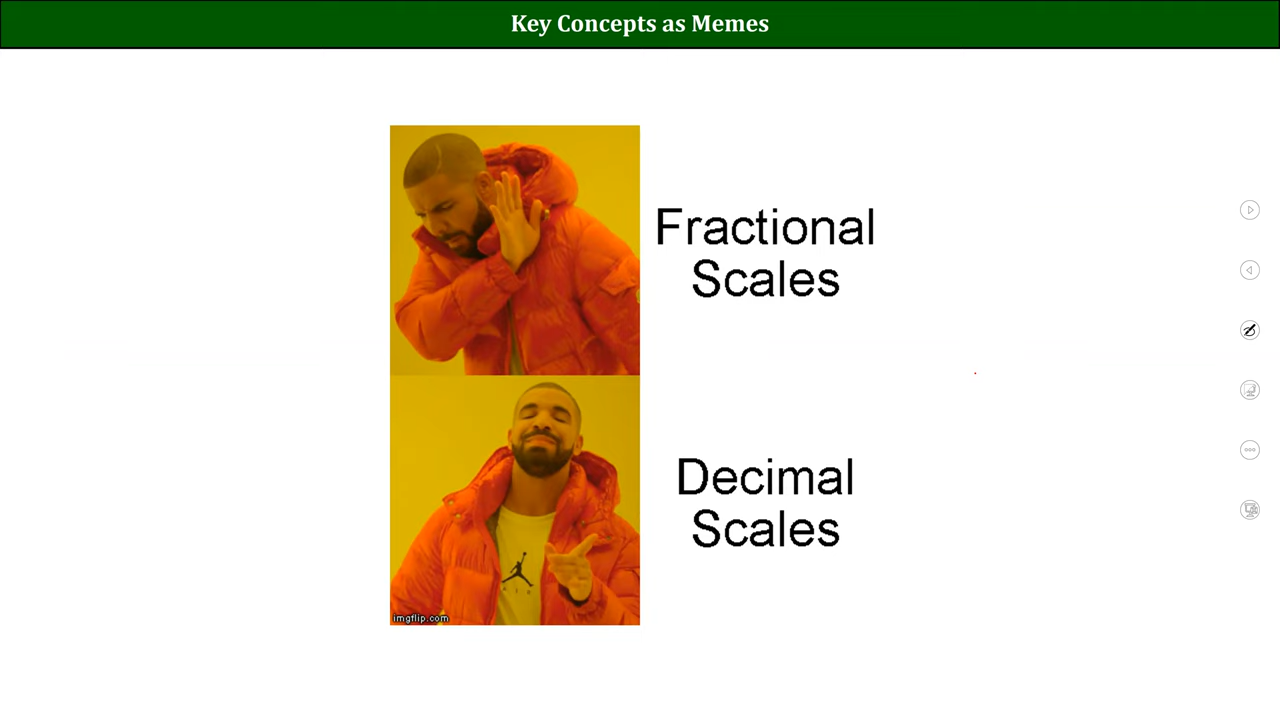 Key Concepts as Memes
Fractional
Scales
Decimal
Scales
imgflip.com